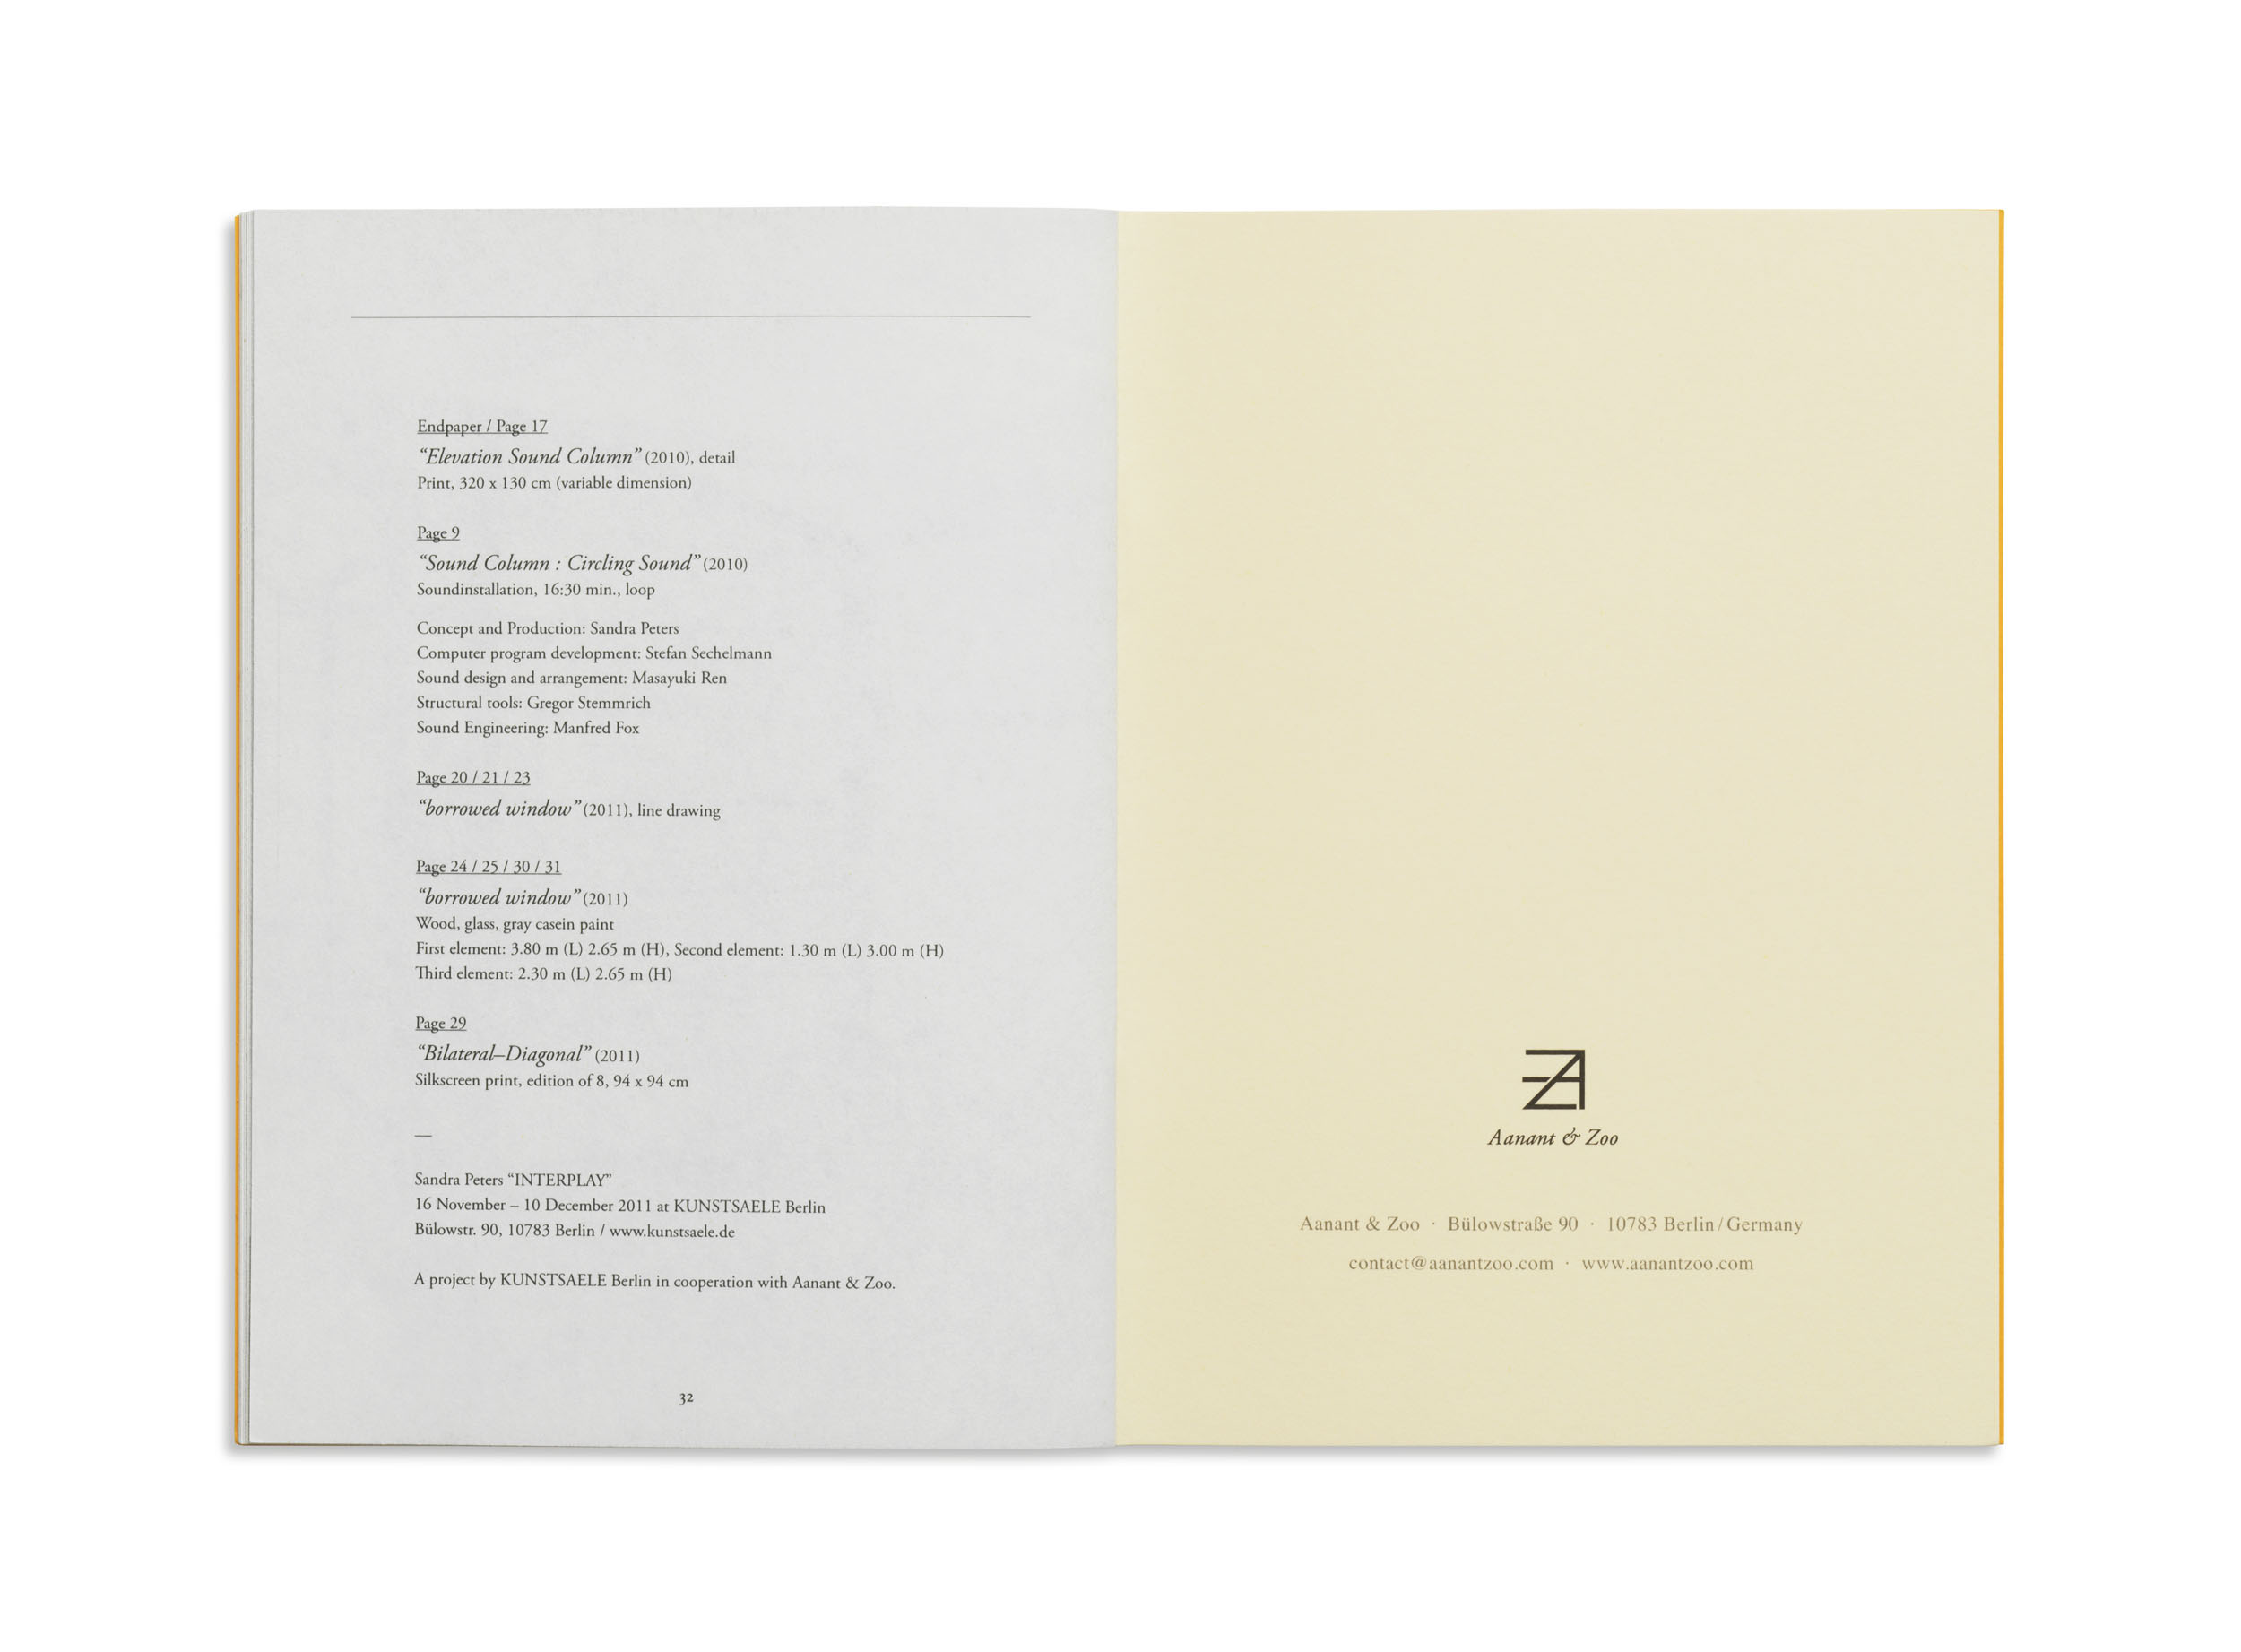 Endpaper / Page 17
“Elevation Sound Column” (2010), detail
Print, 320 x 130 cm (variable dimension)
Page 9
“Sound Column : Circling Sound” (2010)
Soundinstallation, 16:30 min., loop
Concept and Production: Sandra Peters
Computer program development: Stefan Sechelmann
Sound design and arrangement: Masayuki Ren
Structural tools: Gregor Stemmrich
Sound Engineering: Manfred Fox
Page 20 / 21 / 23
“borrowed window” (2011), line drawing
Page 24 / 25 / 30 / 31
“borrowed window” (2011)
Wood, glass, gray casein paint
First element: 3.80 m (L) 2.65 m (H), Second element: 1.30 m (L) 3.00 m (H)
Third element: 2.30 m (L) 2.65 m (H)
Page 29
“Bilateral–Diagonal” (2011)
Silkscreen print, edition of 8, 94 x 94 cm
—
Sandra Peters “INTERPLAY”
16 November – 10 December 2011 at KUNSTSAELE Berlin
Bülowstr. 90, 10783 Berlin / www.kunstsaele.de
A project by KUNSTSAELE Berlin in cooperation with Aanant & Zoo.
32
ZA
Aanant & Zoo
Aanant & Zoo · Bülowstraße 90 · 10783 Berlin / Germany
contact@aanantzoo.com · www.aanantzoo.com